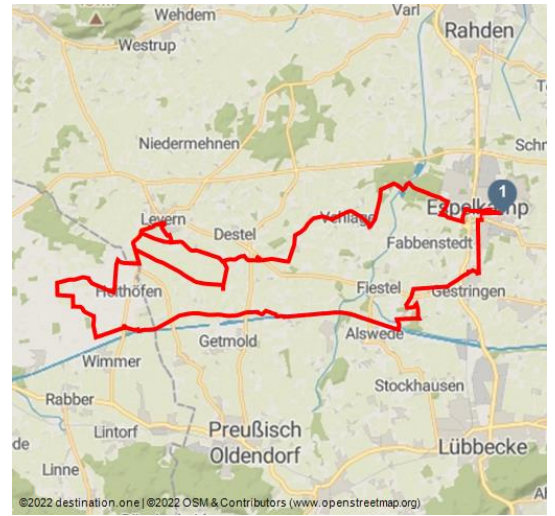 Wehdem
Varl
Westrup
Rahden
Niedermehnen
Levern
Destel
Vehlage
1
Espelkamp
Fabbenstedt
Holthöfen
Fiestel
Gestringen
Getmold
Alswede
Wimmer
Stockhausen
Rabber
Lintorf
Preußisch
Oldendorf
Lübbecke
Linne
©2022 destination.one | ©2022 OSM & Contributors (www.openstreetmap.org)